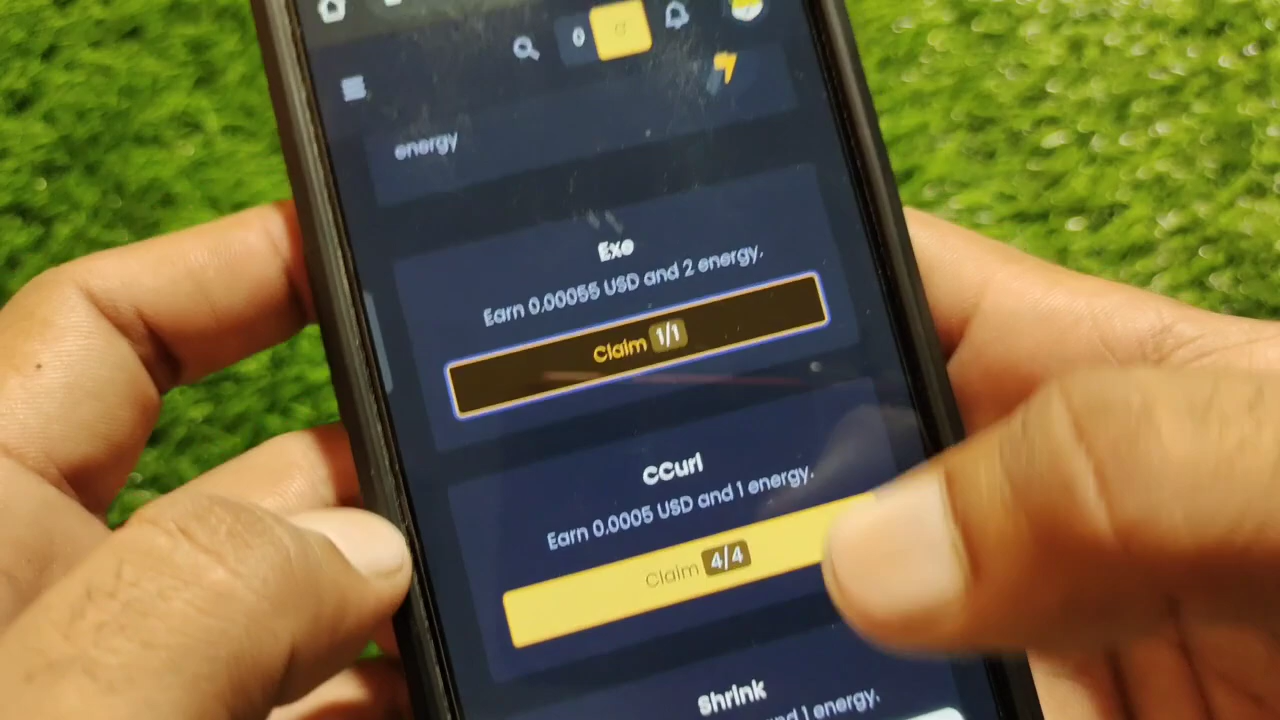 0
energy
Exe
Earn 0.00055 USD and 2 energy.
Claim 1/1
CCurl
Earn 0.0005 USD and 1 energy.
Claim 4/4
Shrink
and 1 energy.